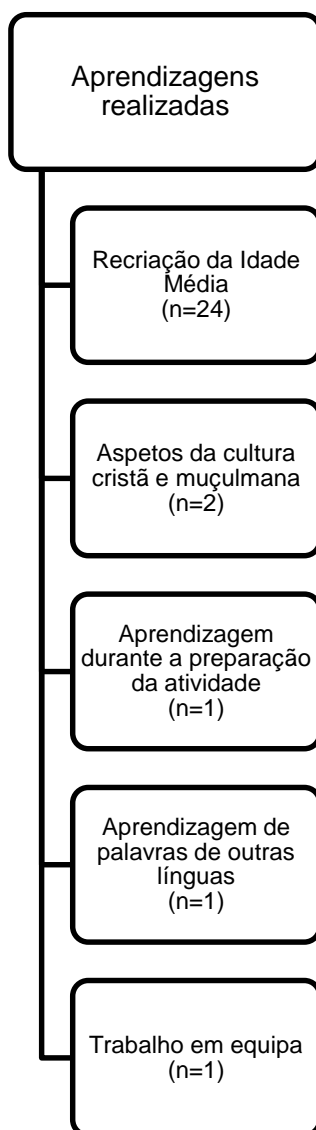 Aprendizagens
realizadas
Recriação da Idade
Média
(n=24)
Aspetos da cultura
cristã e muçulmana
(n=2)
Aprendizagem
durante a preparação
da atividade
(n=1)
Aprendizagem de
palavras de outras
línguas
(n=1)
Trabalho em equipa
(n=1)